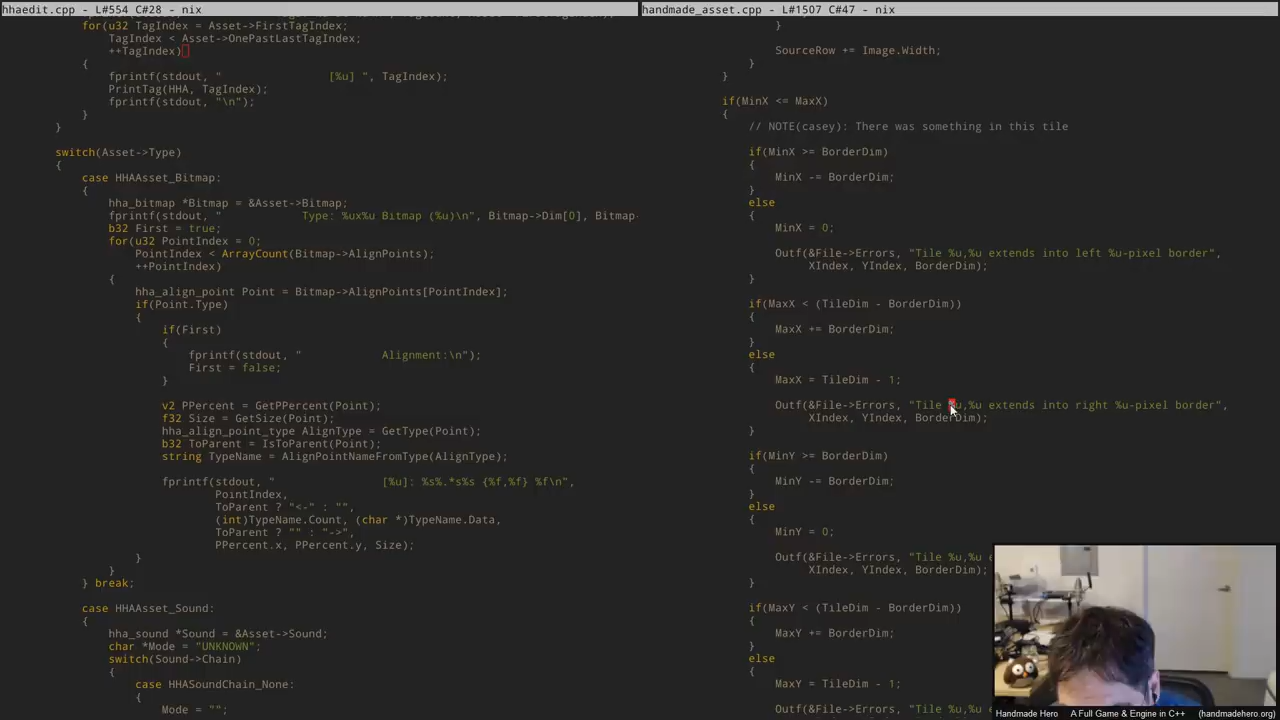 hhaedit.cpp - L#554 C#28 - nix
for(u32 TagIndex = Asset->FirstTagIndex;
TagIndex < Asset->OnePastLastTagIndex;
++TagIndex)
{
fprintf(stdout, "                [%u] ", TagIndex);
PrintTag(HHA, TagIndex);
fprintf(stdout, "\n");
}
}
switch(Asset->Type)
{
case HHAAsset_Bitmap:
{
hha_bitmap *Bitmap = &Asset->Bitmap;
fprintf(stdout, "            Type: %ux%u Bitmap (%u)\n", Bitmap->Dim[0], Bitmap-
b32 First = true;
for(u32 PointIndex = 0;
PointIndex < ArrayCount(Bitmap->AlignPoints);
++PointIndex)
{
hha_align_point Point = Bitmap->AlignPoints[PointIndex];
if(Point.Type)
{
if(First)
{
fprintf(stdout, "            Alignment:\n");
First = false;
}
v2 PPercent = GetPPercent(Point);
f32 Size = GetSize(Point);
hha_align_point_type AlignType = GetType(Point);
b32 ToParent = IsToParent(Point);
string TypeName = AlignPointNameFromType(AlignType);
fprintf(stdout, "                [%u]: %s%.*s%s {%f,%f} %f\n",
PointIndex,
ToParent ? "<-" : "",
(int)TypeName.Count, (char *)TypeName.Data,
ToParent ? "" : "->",
PPercent.x, PPercent.y, Size);
}
}
} break;
case HHAAsset_Sound:
{
hha_sound *Sound = &Asset->Sound;
char *Mode = "UNKNOWN";
switch(Sound->Chain)
{
case HHASoundChain_None:
{
Mode = "";
handmade_asset.cpp - L#1507 C#47 - nix
}
SourceRow += Image.Width;
}
}
if(MinX <= MaxX)
{
// NOTE(casey): There was something in this tile
if(MinX >= BorderDim)
{
MinX -= BorderDim;
}
else
{
MinX = 0;
Outf(&File->Errors, "Tile %u,%u extends into left %u-pixel border",
XIndex, YIndex, BorderDim);
}
if(MaxX < (TileDim - BorderDim))
{
MaxX += BorderDim;
}
else
{
MaxX = TileDim - 1;
Outf(&File->Errors, "Tile %u,%u extends into right %u-pixel border",
XIndex, YIndex, BorderDim);
}
if(MinY >= BorderDim)
{
MinY -= BorderDim;
}
else
{
MinY = 0;
Outf(&File->Errors, "Tile %u,%u e
XIndex, YIndex, BorderDim);
}
if(MaxY < (TileDim - BorderDim))
{
MaxY += BorderDim;
}
else
{
MaxY = TileDim - 1;
Outf(&File->Errors, "Tile %u,%u e
Handmade Hero A Full Game & Engine in C++ (handmadehero.org)